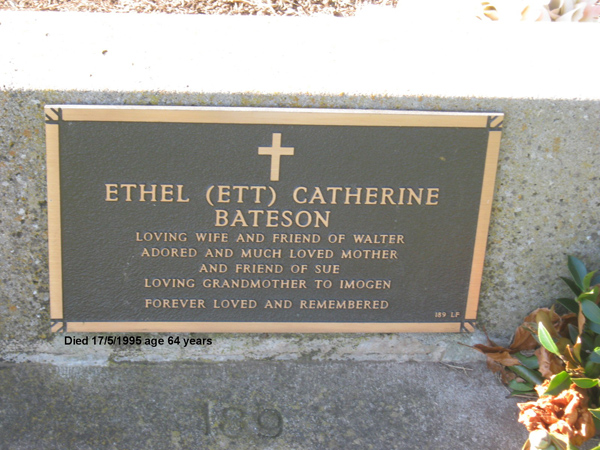 ETHEL (ETT) CATHERINE
BATESON
LOVING WIFE AND FRIEND OF WALTER
ADORED AND MUCH LOVED MOTHER
AND FRIEND OF SUE
LOVING GRANDMOTHER TO IMOGEN
FOREVER LOVED AND REMEMBERED
189 LP
Died 17/5/1995 age 64 years
189